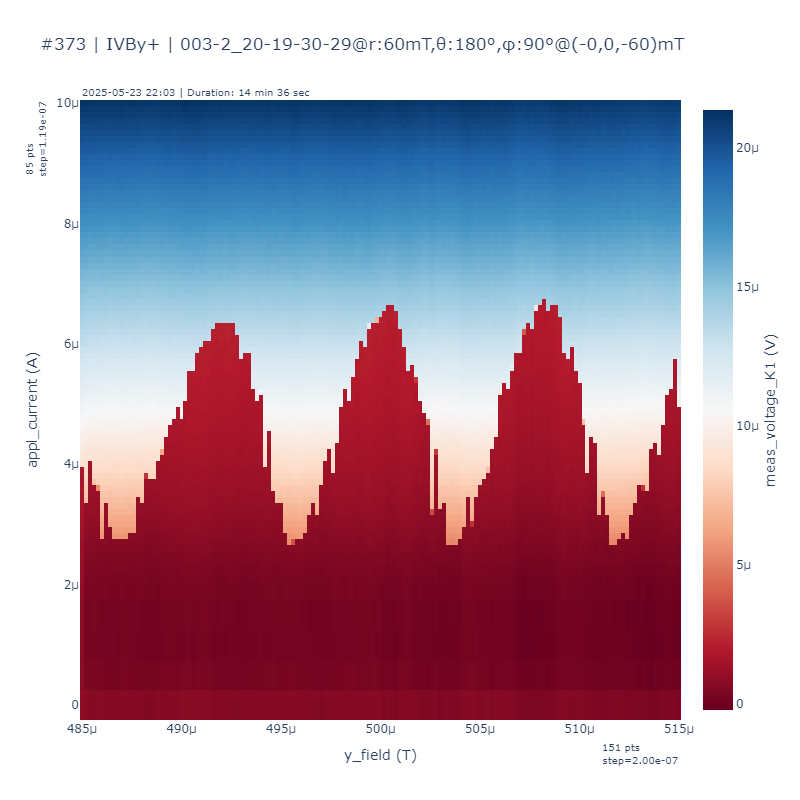 #373 | IVBy+ | 003-2_20-19-30-29@r:60mT,θ:180°,φ:90°@(-0,0,-60)mT
2025-05-23 22:03 | Duration: 14 min 36 sec
85 pts
step=1.19e-07
10μ
8μ
6μ
4μ
2μ
0
appl_current (A)
485μ
490μ
495μ
500μ
505μ
510μ
515μ
y_field (T)
151 pts
step=2.00e-07
20μ
15μ
10μ
5μ
0
meas_voltage_K1 (V)